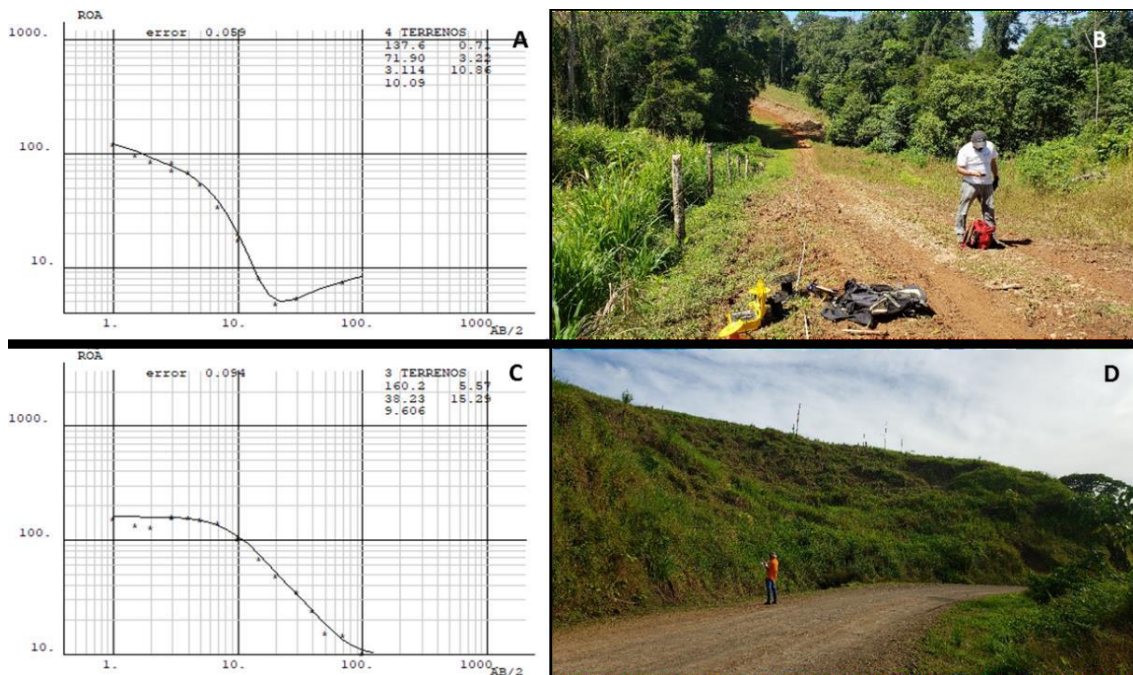 ROA
error 0.059
4 TERRENOS
A
137.6 0.71
71.90 3.22
3.114 10.86
10.09
1000.
100.
10.
1. 10. 100. 1000.
AB/2
B
ROA
error 0.094
3 TERRENOS
C
160.2 5.57
38.23 15.29
9.606
1000.
100.
10.
1. 10. 100. 1000
AB/2
D